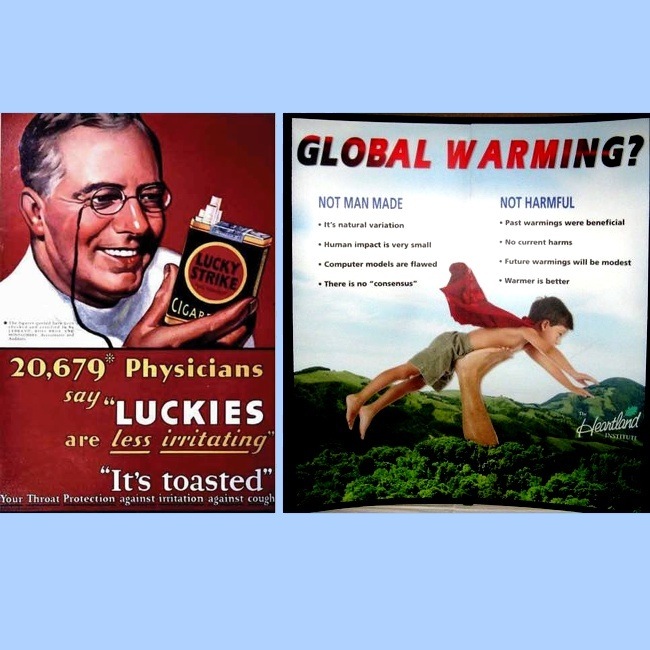 LUCKY
STRIKE
20,679* Physicians
say "LUCKIES
are less irritating"
"It's toasted"
Your Throat Protection against irritation against cough
GLOBAL WARMING?
NOT MAN MADE
• It's natural variation
• Human impact is very small
• Computer models are flawed
• There is no "consensus"
NOT HARMFUL
• Past warmings were beneficial
• No current harms
• Future warmings will be modest
• Warmer is better
The
Heartland
INSTITUTE